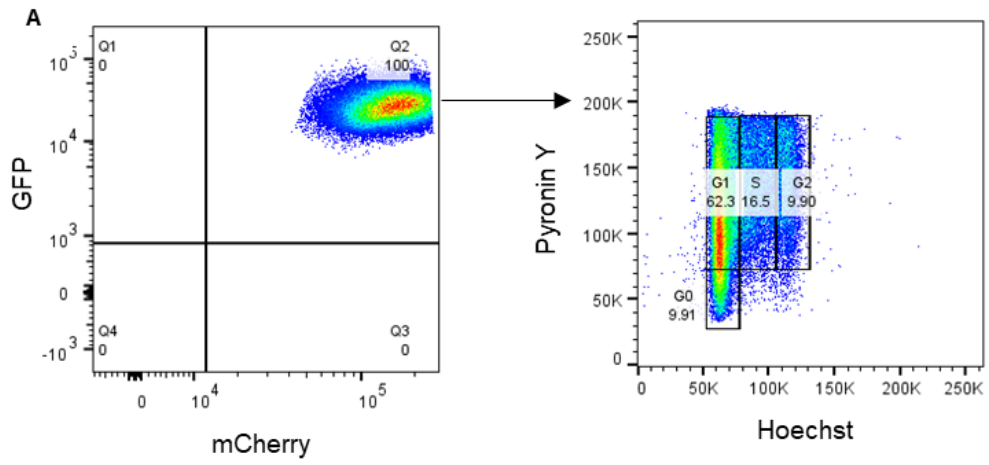 A
GFP
10^5
10^4
10^3
0
-10^3
Q1
0
Q2
100
Q4
0
Q3
0
0
10^4
10^5
mCherry
Pyronin Y
250K
200K
150K
100K
50K
0
G1
62.3
S
16.5
G2
9.90
G0
9.91
0
50K
100K
150K
200K
250K
Hoechst